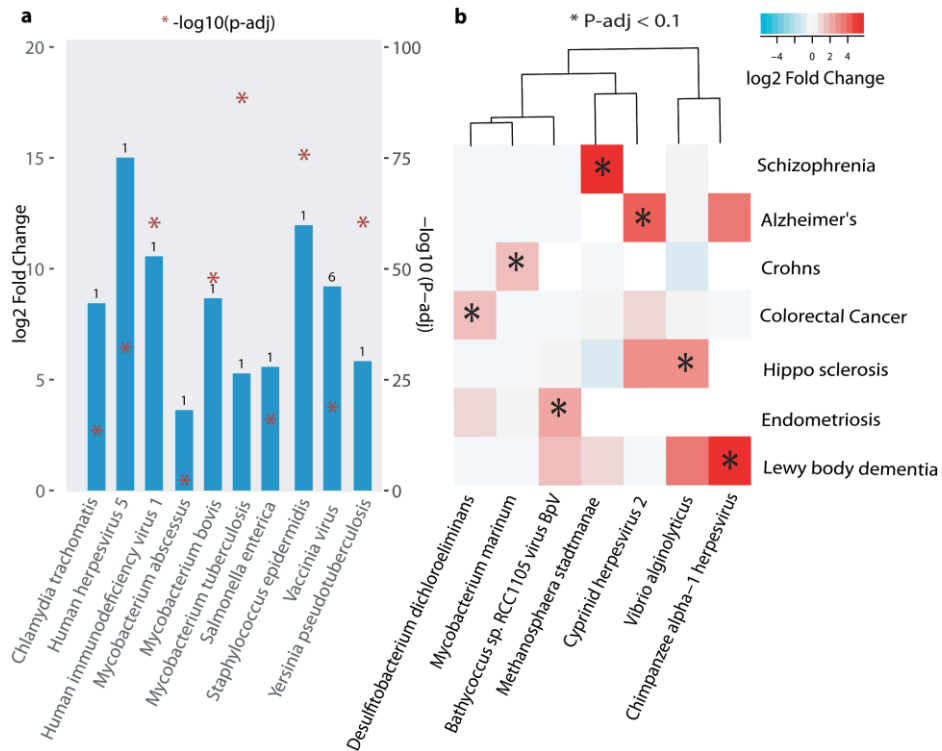 a
* -log10(p-adj)
log2 Fold Change
20
15
10
5
0
100
75
50
25
0
−log10 (P−adj)
1
1
1
1
1
1
1
1
6
1
Chlamydia trachomatis
Human herpesvirus 5
Human immunodeficiency virus 1
Mycobacterium abscessus
Mycobacterium bovis
Mycobacterium tuberculosis
Salmonella enterica
Staphylococcus epidermidis
Vaccinia virus
Yersinia pseudotuberculosis
b
* P-adj < 0.1
−4 0 2 4
log2 Fold Change
Schizophrenia
Alzheimer's
Crohns
Colorectal Cancer
Hippo sclerosis
Endometriosis
Lewy body dementia
Desulfitobacterium dichloroeliminans
Mycobacterium marinum
Bathycoccus sp. RCC1105 virus BpV
Methanosphaera stadtmanae
Cyprinid herpesvirus 2
Vibrio alginolyticus
Chimpanzee alpha−1 herpesvirus